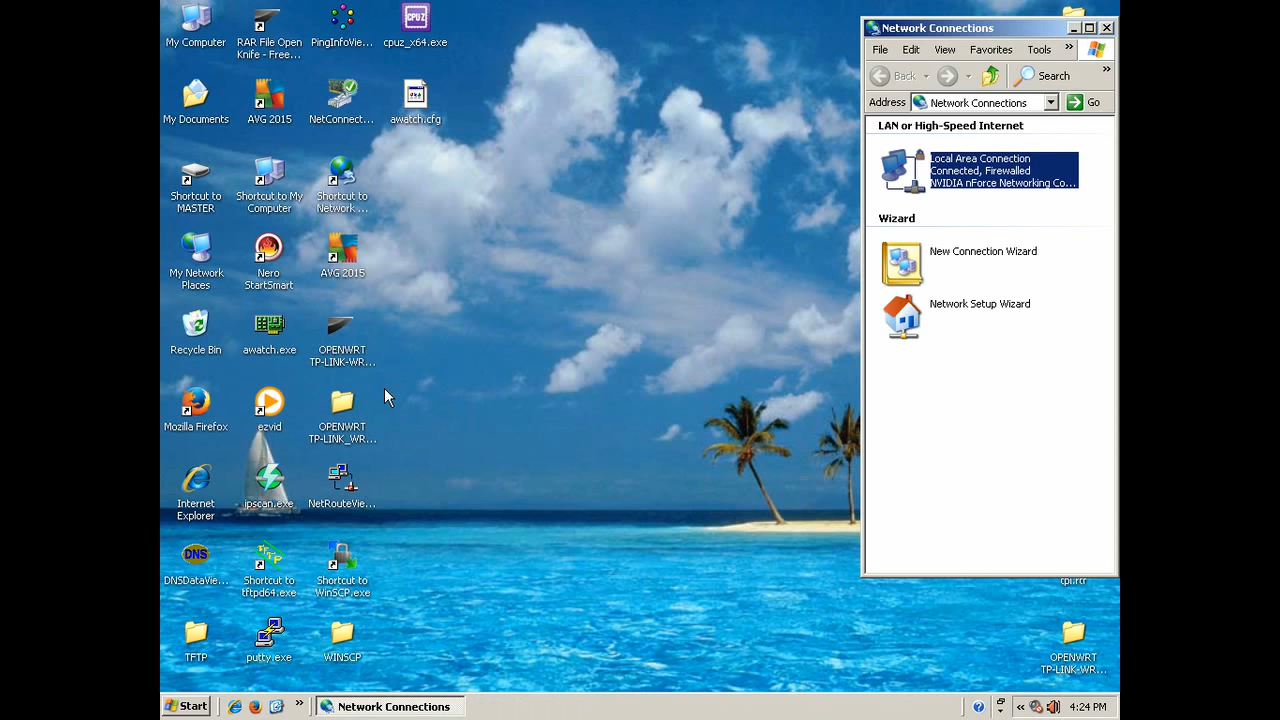 My Computer
RAR File Open
Knife - Free...
PingInfoVie...
CPUZ
cpuz_x64.exe
My Documents
AVG 2015
NetConnect...
awatch.cfg
Shortcut to
MASTER
Shortcut to My
Computer
Shortcut to
Network ...
My Network
Places
Nero
StartSmart
AVG 2015
Recycle Bin
awatch.exe
OPENWRT
TP-LINK-WR...
Mozilla Firefox
ezvid
OPENWRT
TP-LINK_WR...
Internet
Explorer
ipscan.exe
NetRouteVie...
DNS
DNSDataVie...
TFTP
Shortcut to
tftpd64.exe
Shortcut to
WinSCP.exe
TFTP
putty.exe
WINSCP
Network Connections
File Edit View Favorites Tools »
Back Search »
Address Network Connections Go
LAN or High-Speed Internet
Local Area Connection
Connected, Firewalled
NVIDIA nForce Networking Co...
Wizard
New Connection Wizard
Network Setup Wizard
cpl.rtf
OPENWRT
TP-LINK-WR...
Start » Network Connections ? « 4:24 PM